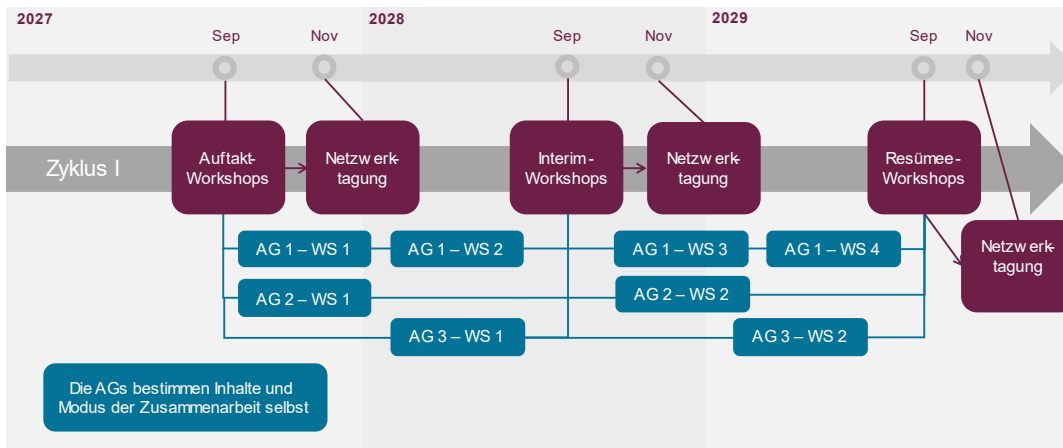 2027
2028
2029
Sep
Nov
Sep
Nov
Sep
Nov
Zyklus I
Auftakt-
Workshops
Netzwerk-
tagung
Interim-
Workshops
Netzwerk-
tagung
Resümee-
Workshops
Netzwerk-
tagung
AG 1 – WS 1
AG 1 – WS 2
AG 1 – WS 3
AG 1 – WS 4
AG 2 – WS 1
AG 2 – WS 2
AG 3 – WS 1
AG 3 – WS 2
Die AGs bestimmen Inhalte und
Modus der Zusammenarbeit selbst